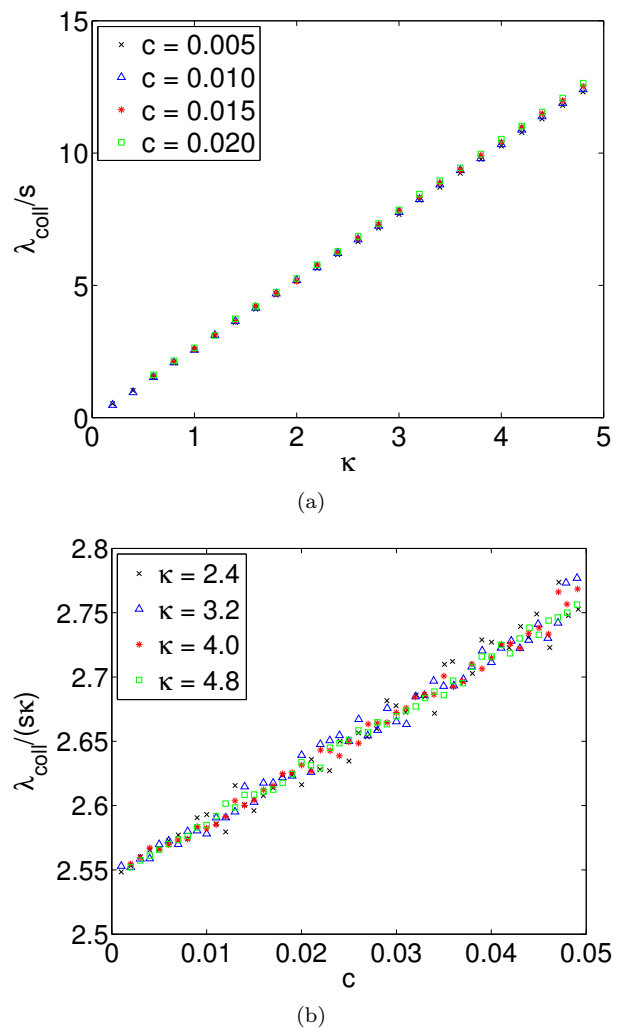 15
10
5
0
λcoll/s
× c = 0.005
△ c = 0.010
* c = 0.015
□ c = 0.020
0 1 2 3 4 5
κ
(a)
2.8
2.75
2.7
2.65
2.6
2.55
2.5
λcoll/(sκ)
× κ = 2.4
△ κ = 3.2
* κ = 4.0
□ κ = 4.8
0 0.01 0.02 0.03 0.04 0.05
c
(b)